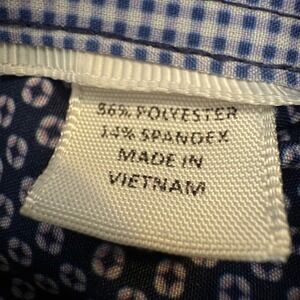 86% POLYESTER
14% SPANDEX
MADE IN
VIETNAM